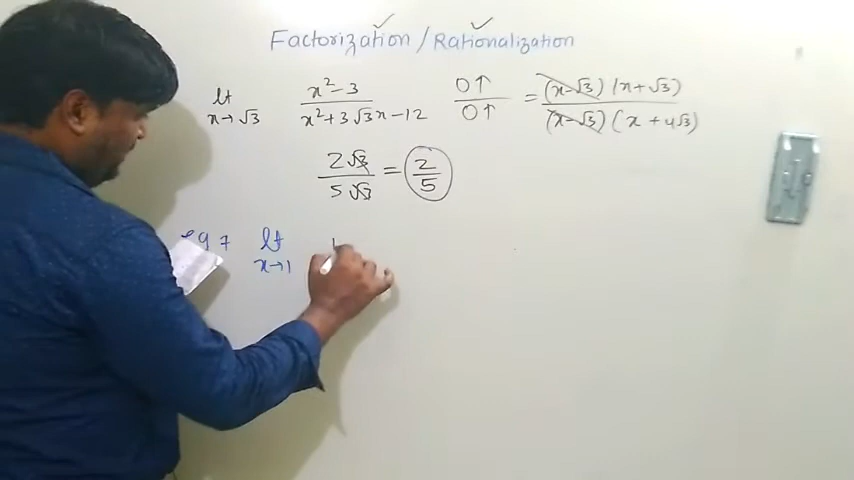 Factorization / Rationalization
lt x→√3 x²-3 / x²+3√3x-12 0↑ / 0↑ = (x-√3) (x+√3) / (x-√3) (x+4√3)
2√3 / 5√3 = 2/5
eg 7 lt x→1